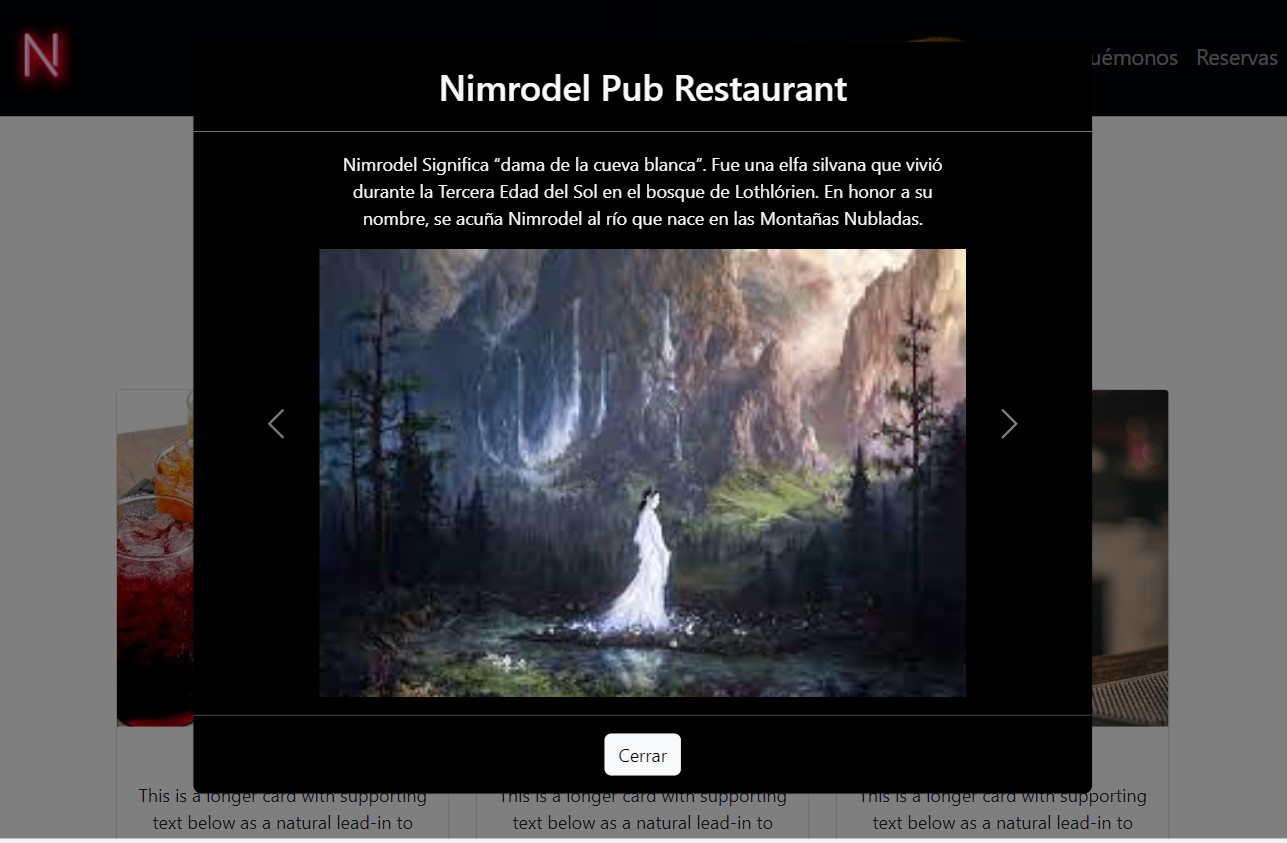 N
uémonos Reservas
Nimrodel Pub Restaurant
Nimrodel Significa “dama de la cueva blanca”. Fue una elfa silvana que vivió
durante la Tercera Edad del Sol en el bosque de Lothlórien. En honor a su
nombre, se acuña Nimrodel al río que nace en las Montañas Nubladas.
Cerrar
This is a longer card with supporting
text below as a natural lead-in to
This is a longer card with supporting
text below as a natural lead-in to
This is a longer card with supporting
text below as a natural lead-in to